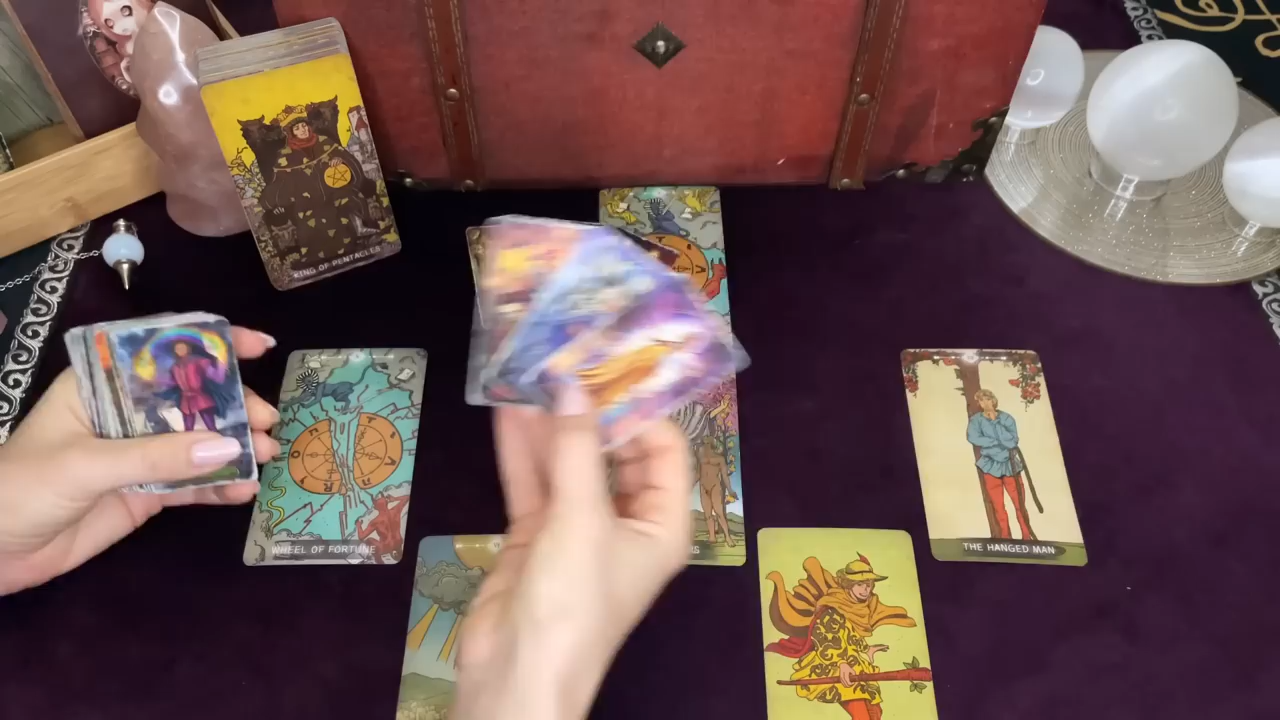 KING OF PENTACLES
WHEEL OF FORTUNE
THE HANGED MAN